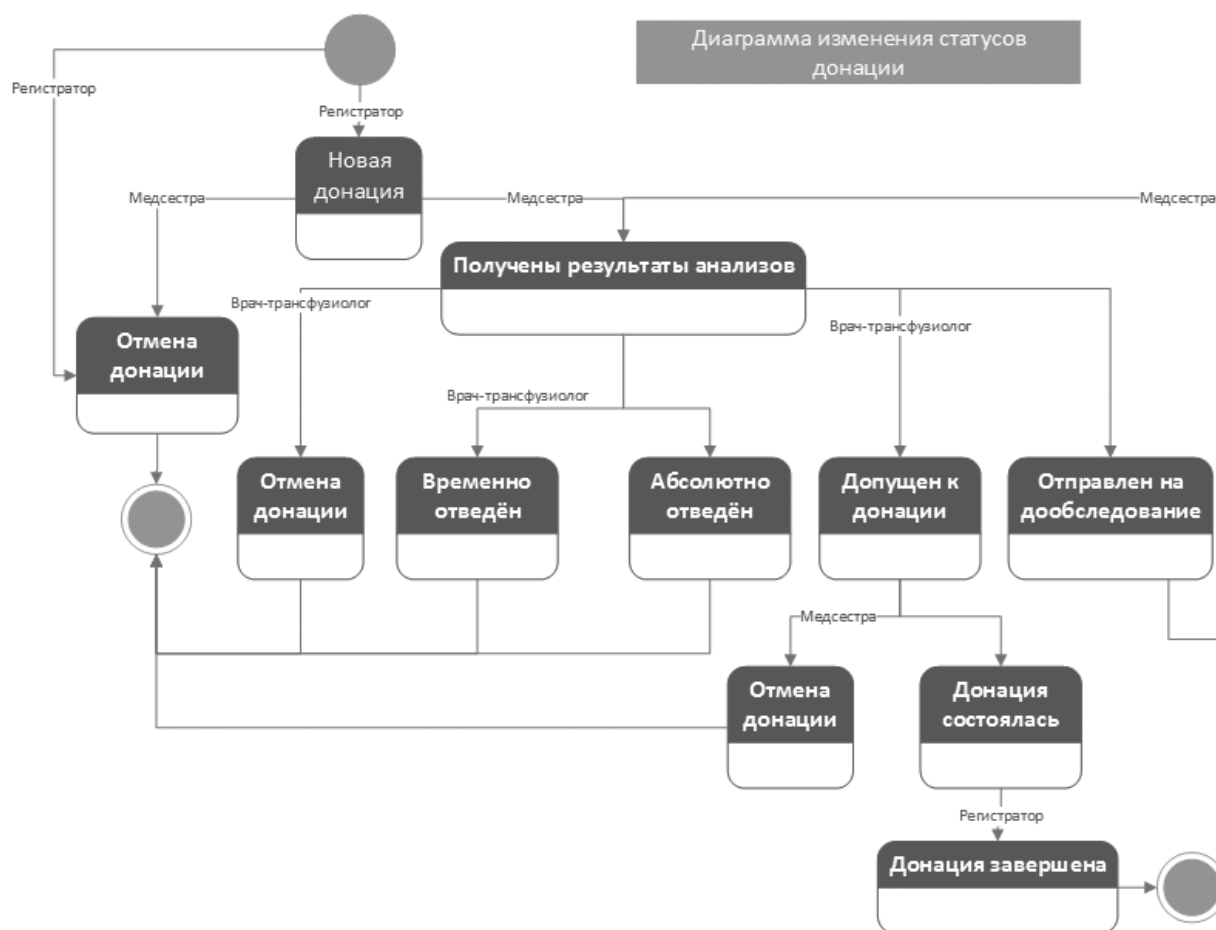 Диаграмма изменения статусов
донации
Регистратор
Регистратор
Новая
донация
Медсестра
Медсестра
Медсестра
Получены результаты анализов
Врач-трансфузиолог
Врач-трансфузиолог
Отмена
донации
Врач-трансфузиолог
Отмена
донации
Временно
отведён
Абсолютно
отведён
Допущен к
донации
Отправлен на
дообследование
Медсестра
Отмена
донации
Донация
состоялась
Регистратор
Донация завершена